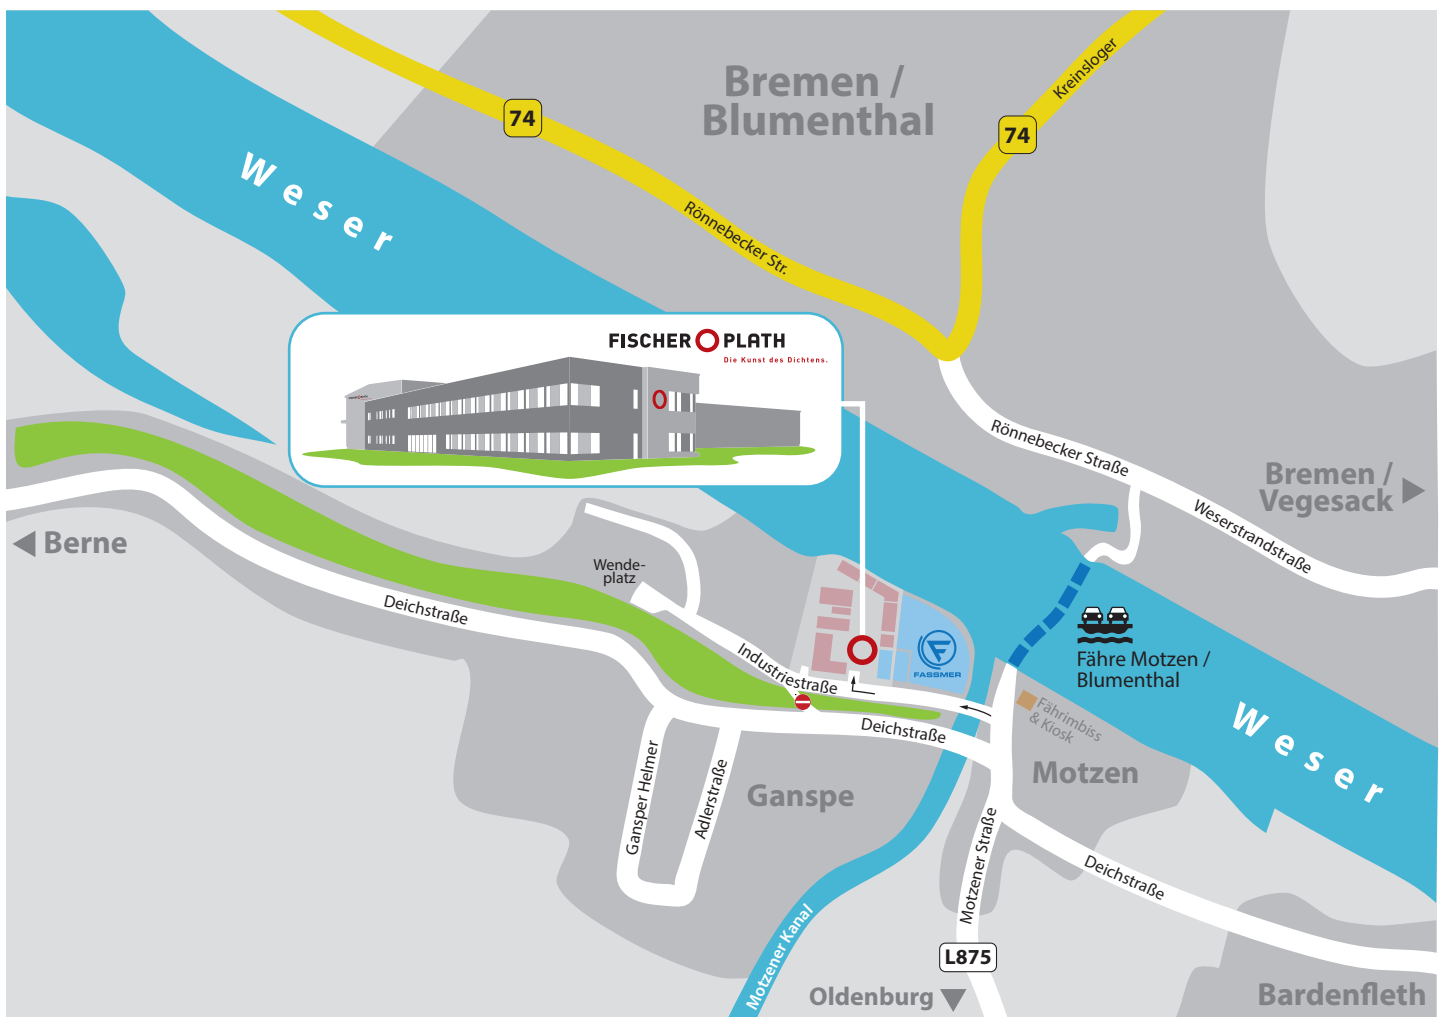 Bremen /
Blumenthal
Kreinsloger
74
74
Weser
Rönnebecker Str.
FISCHER PLATH
Die Kunst des Dichtens.
Rönnebecker Straße
Bremen /
Vegesack
Weserstrandstraße
Berne
Wende-
platz
Deichstraße
Industriestraße
FASSMER
Fähre Motzen /
Blumenthal
Fährimbiss
& Kiosk
Deichstraße
Weser
Motzen
Ganspe
Gansper Helmer
Adlerstraße
Motzener Straße
Deichstraße
Motzener Kanal
L875
Oldenburg
Bardenfleth